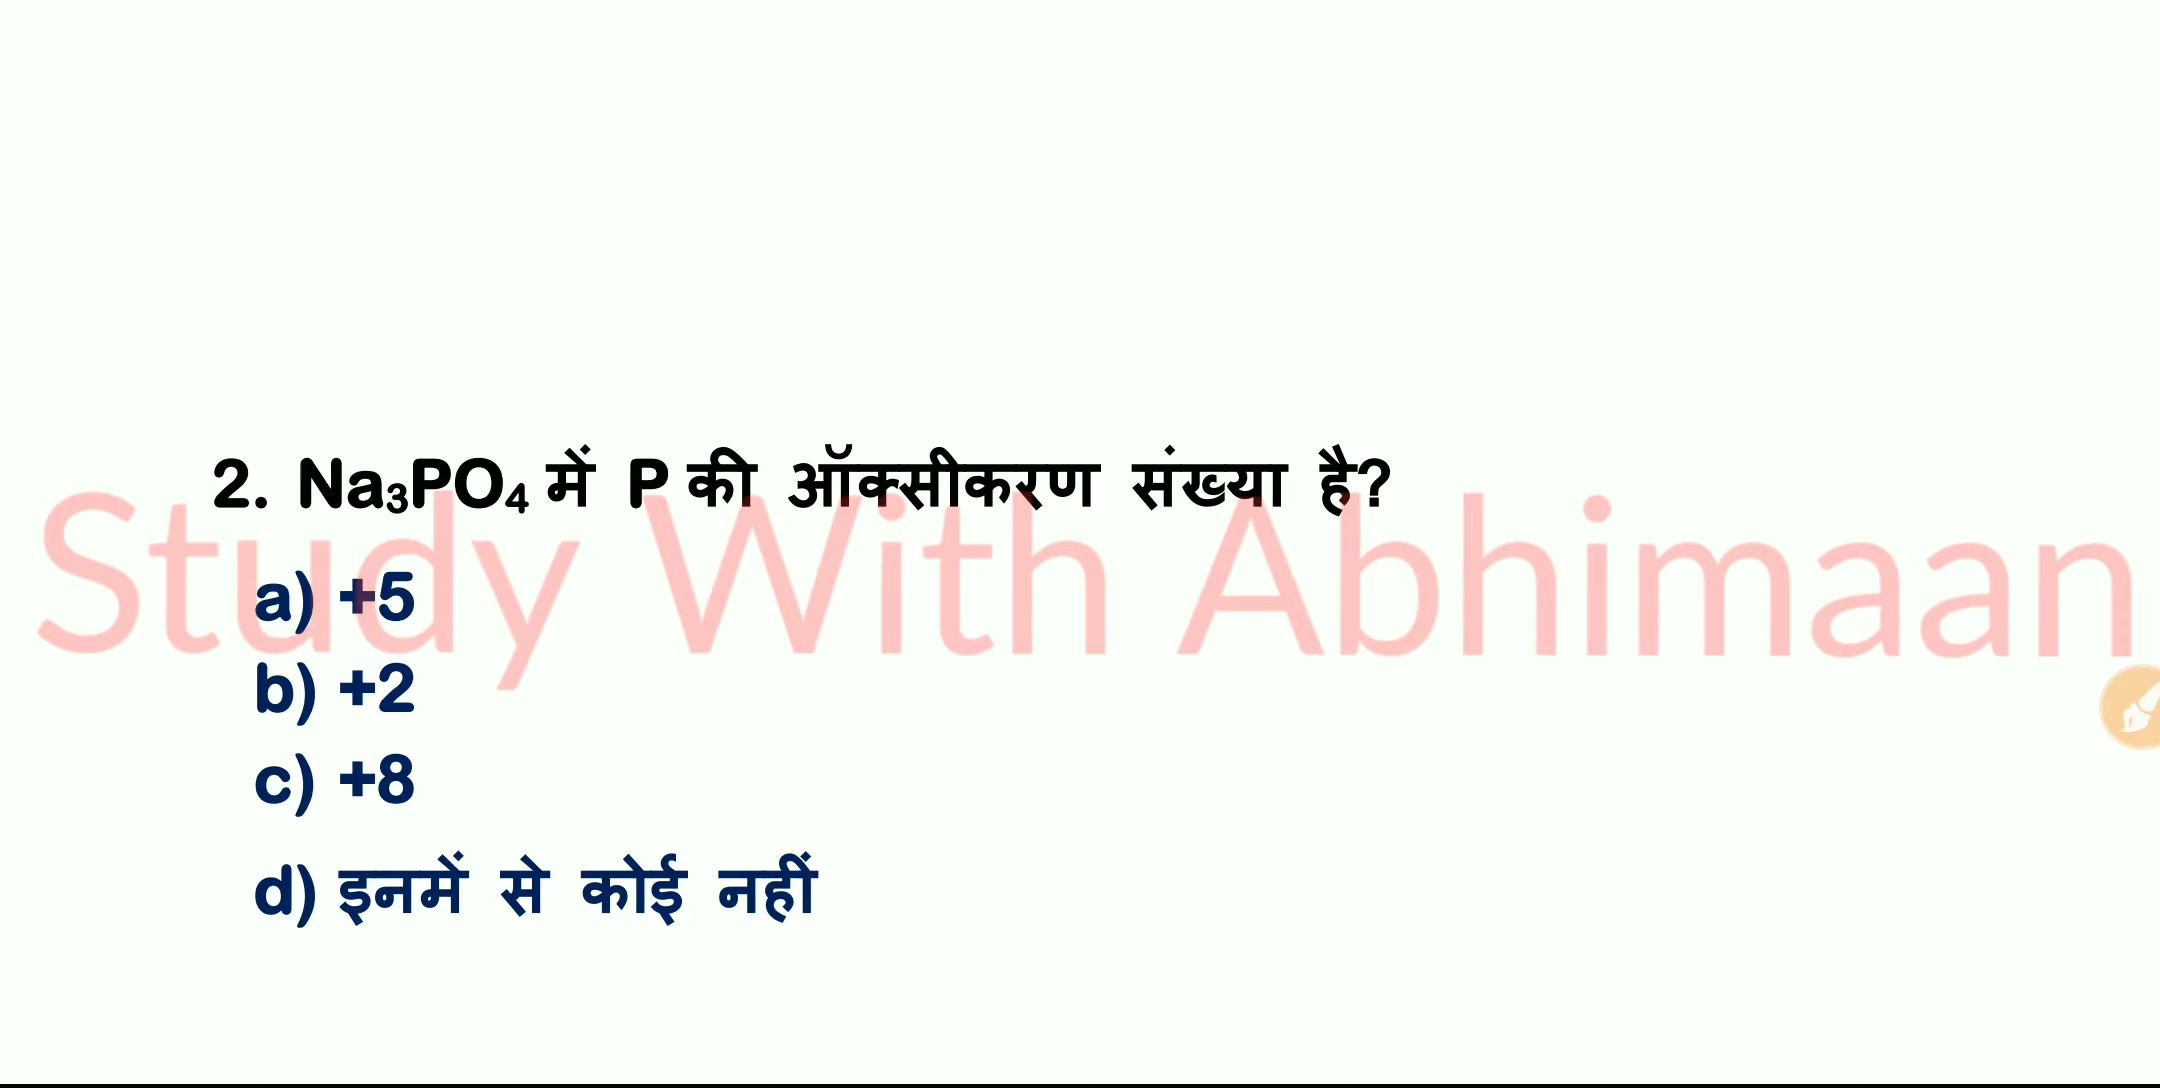 2. Na₃PO₄ में P की ऑक्सीकरण संख्या है?
Study With Abhimaan
a) +5
b) +2
c) +8
d) इनमें से कोई नहीं